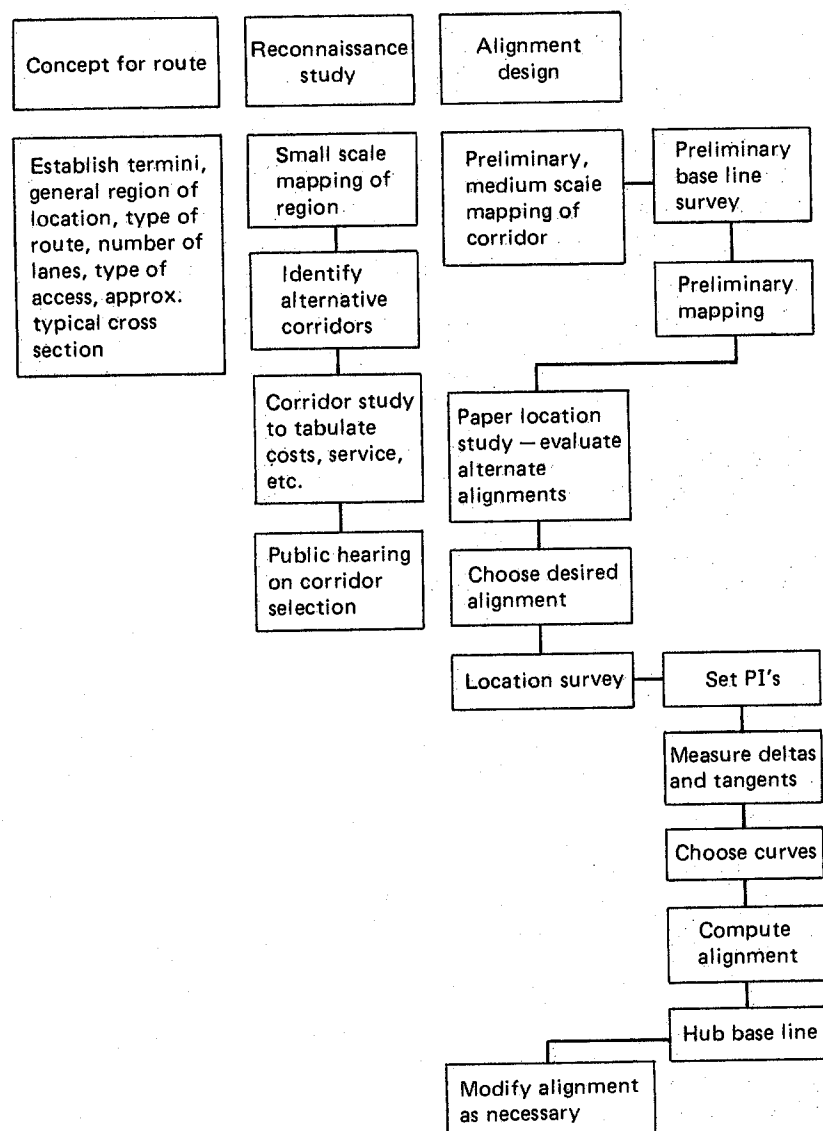 Concept for route
Reconnaissance
study
Alignment
design
Establish termini,
general region of
location, type of
route, number of
lanes, type of
access, approx.
typical cross
section
Small scale
mapping of
region
Identify
alternative
corridors
Corridor study
to tabulate
costs, service,
etc.
Public hearing
on corridor
selection
Preliminary,
medium scale
mapping of
corridor
Preliminary
base line
survey
Preliminary
mapping
Paper location
study — evaluate
alternate
alignments
Choose desired
alignment
Location survey
Set PI's
Measure deltas
and tangents
Choose curves
Compute
alignment
Hub base line
Modify alignment
as necessary